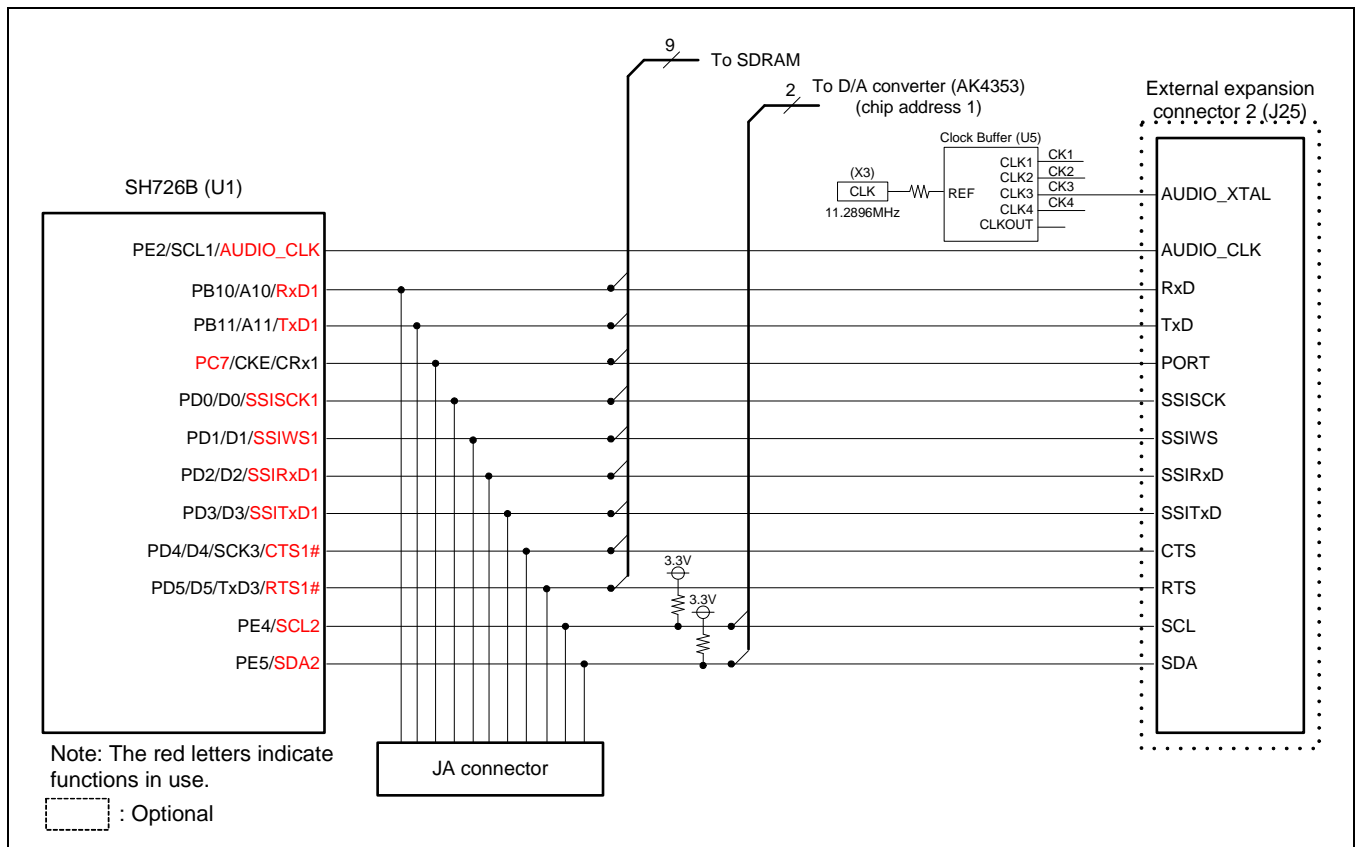 9
To SDRAM
2
To D/A converter (AK4353)
(chip address 1)
External expansion
connector 2 (J25)
Clock Buffer (U5)
(X3)
CLK
11.2896MHz
REF
CLK1
CLK2
CLK3
CLK4
CLKOUT
CK1
CK2
CK3
CK4
SH726B (U1)
AUDIO_XTAL
PE2/SCL1/AUDIO_CLK
AUDIO_CLK
PB10/A10/RxD1
RxD
PB11/A11/TxD1
TxD
PC7/CKE/CRx1
PORT
PD0/D0/SSISCK1
SSISCK
PD1/D1/SSIWS1
SSIWS
PD2/D2/SSIRxD1
SSIRxD
PD3/D3/SSITxD1
SSITxD
PD4/D4/SCK3/CTS1#
CTS
3.3V
PD5/D5/TxD3/RTS1#
RTS
3.3V
PE4/SCL2
SCL
PE5/SDA2
SDA
Note: The red letters indicate
functions in use.
JA connector
: Optional